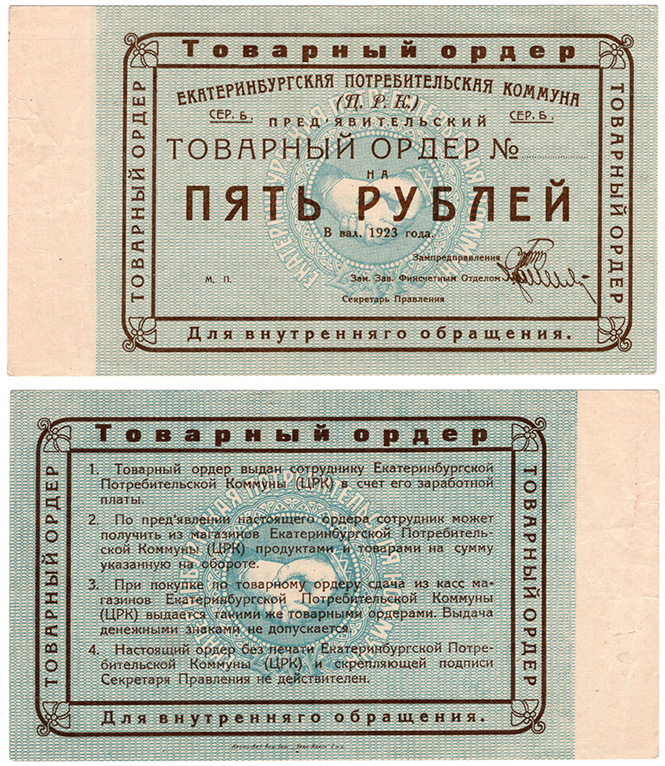 Товарный ордер
ТОВАРНЫЙ ОРДЕР
ЕКАТЕРИНБУРГСКАЯ ПОТРЕБИТЕЛЬСКАЯ КОММУНА
(Ц. Р. К.)
СЕР. Б.
СЕР. Б.
ПРЕД'ЯВИТЕЛЬСКИЙ
ТОВАРНЫЙ ОРДЕР №
НА
ПЯТЬ РУБЛЕЙ
В вал. 1923 года.
Зампредправления
М. П.
Зам. Зав. Финсчетным Отделом
Секретарь Правления
ТОВАРНЫЙ ОРДЕР
Для внутренняго обращения.
Товарный ордер
ТОВАРНЫЙ ОРДЕР
1. Товарный ордер выдан сотруднику Екатеринбургской
Потребительской Коммуны (ЦРК) в счет его заработной
платы.
2. По пред'явлении настоящего ордера сотрудник может
получить из магазинов Екатеринбургской Потребитель-
ской Коммуны (ЦРК) продуктами и товарами на сумму
указанную на обороте.
3. При покупке по товарному ордеру сдача из касс ма-
газинов Екатеринбургской Потребительской Коммуны
(ЦРК) выдается такими же товарными ордерами. Выдача
денежными знаками не допускается.
4. Настоящий ордер без печати Екатеринбургской Потре-
бительской Коммуны (ЦРК) и скрепляющей подписи
Секретаря Правления не действителен.
ТОВАРНЫЙ ОРДЕР
Для внутренняго обращения.